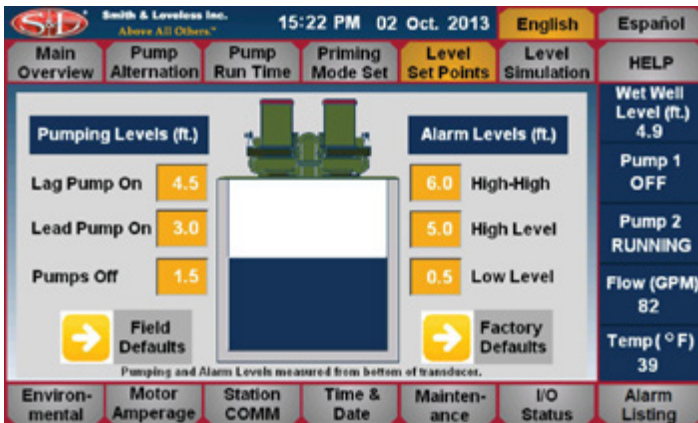 S&L Smith & Loveless Inc.
Above All Others.™
15:22 PM 02 Oct. 2013
English
Español
Main
Overview
Pump
Alternation
Pump
Run Time
Priming
Mode Set
Level
Set Points
Level
Simulation
HELP
Pumping Levels (ft.)
Lag Pump On 4.5
Lead Pump On 3.0
Pumps Off 1.5
Field
Defaults
Alarm Levels (ft.)
6.0 High-High
5.0 High Level
0.5 Low Level
Factory
Defaults
Pumping and Alarm Levels measured from bottom of transducer.
Wet Well
Level (ft.)
4.9
Pump 1
OFF
Pump 2
RUNNING
Flow (GPM)
82
Temp(°F)
39
Environ-
mental
Motor
Amperage
Station
COMM
Time &
Date
Mainten-
ance
I/O
Status
Alarm
Listing